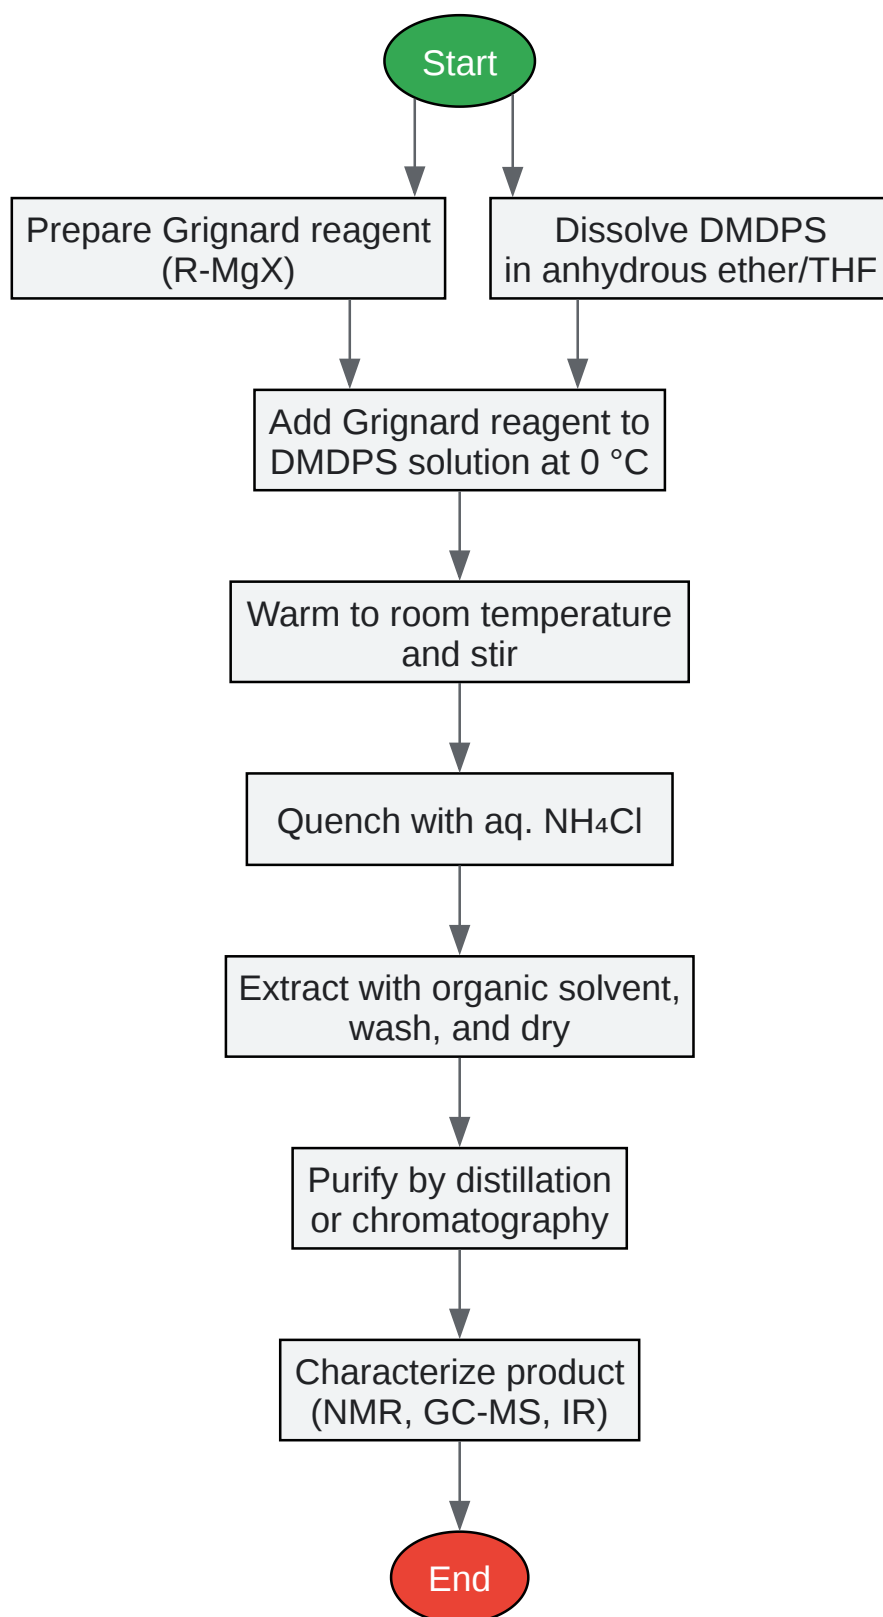 Start
Prepare Grignard reagent
(R-MgX)
Dissolve DMDPS
in anhydrous ether/THF
Add Grignard reagent to
DMDPS solution at 0 °C
Warm to room temperature
and stir
Quench with aq. NH₄Cl
Extract with organic solvent,
wash, and dry
Purify by distillation
or chromatography
Characterize product
(NMR, GC-MS, IR)
End